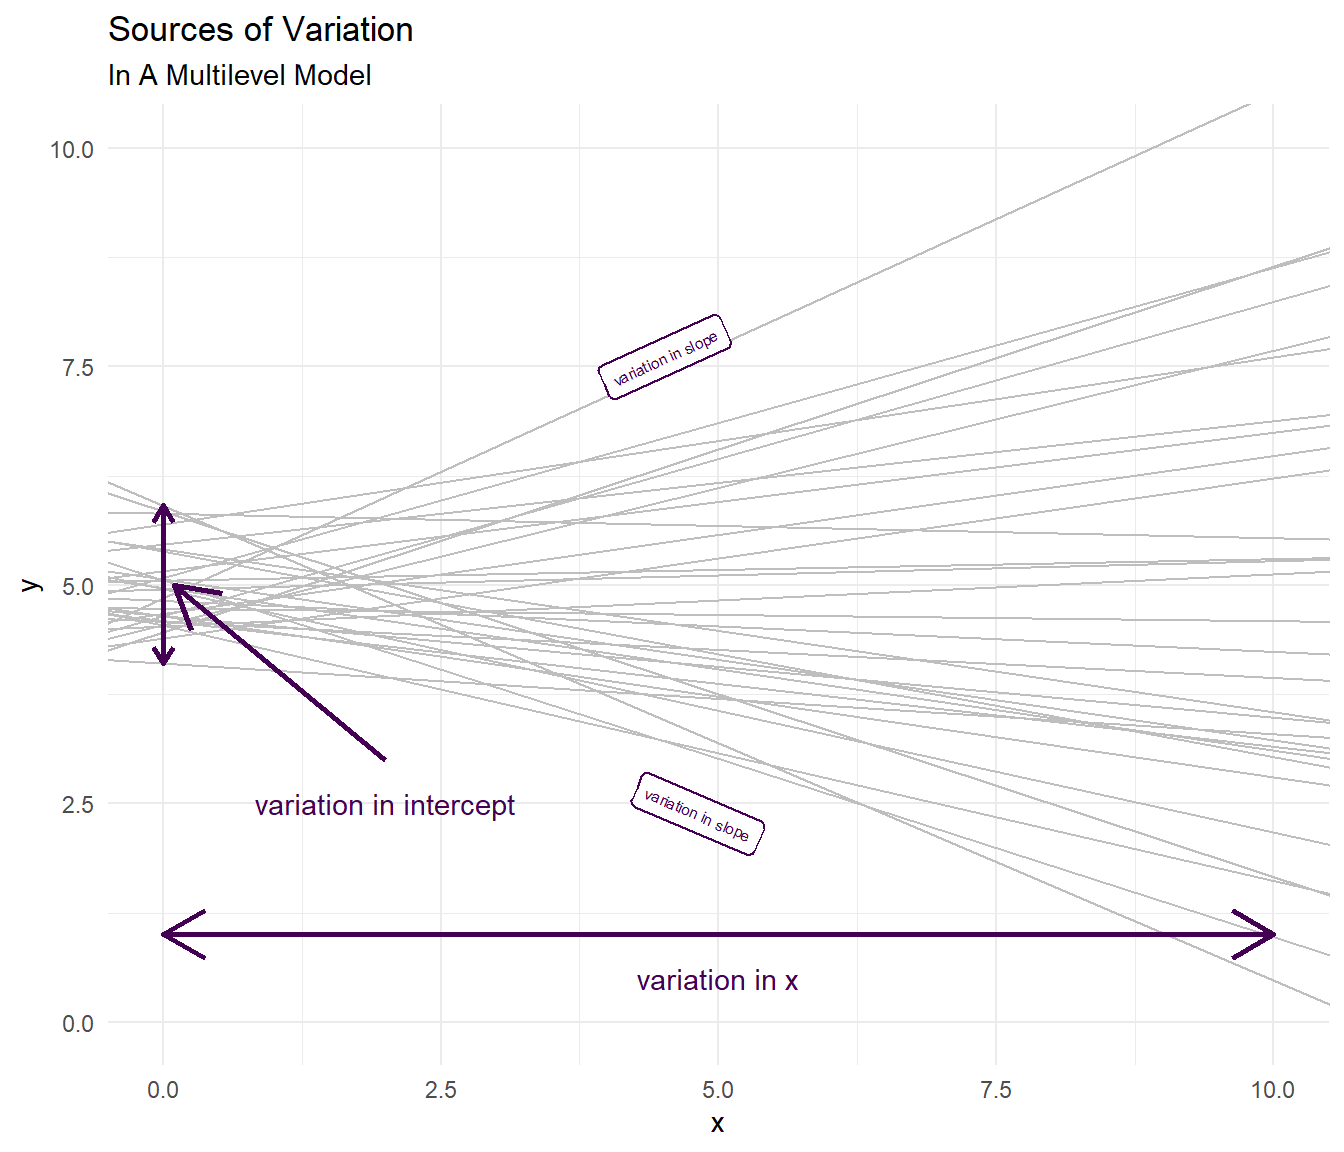 Sources of Variation
In A Multilevel Model
10.0
7.5
5.0
2.5
0.0
y
variation in slope
variation in intercept
variation in slope
variation in x
0.0 2.5 5.0 7.5 10.0
x